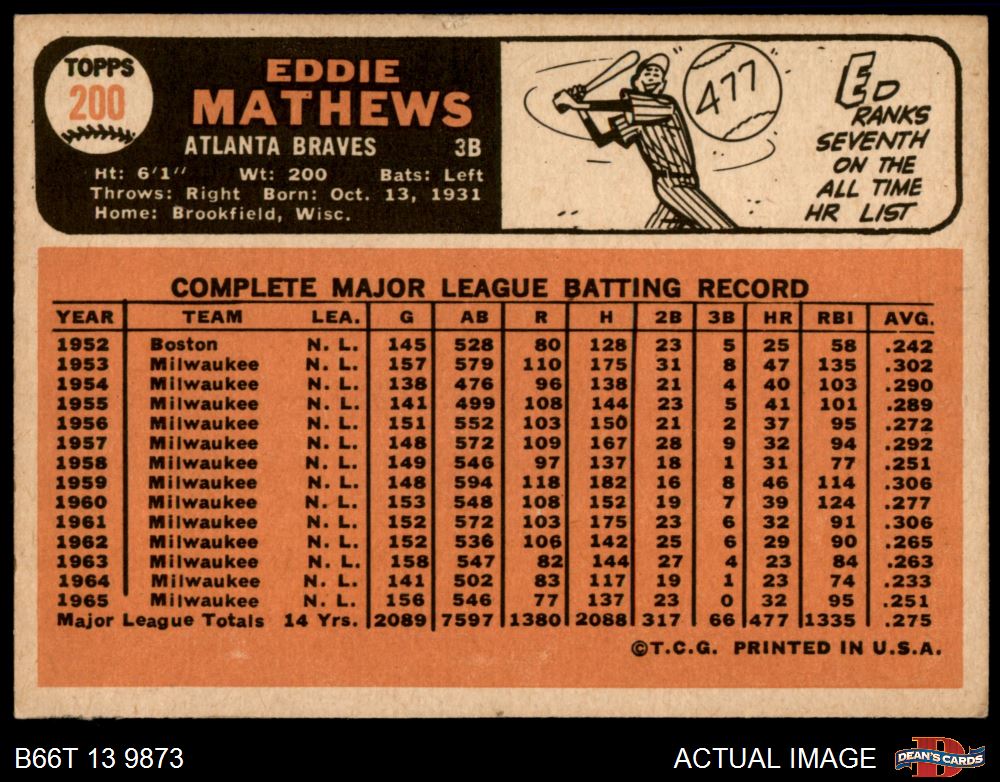 TOPPS
200
EDDIE
MATHEWS
ATLANTA BRAVES 3B
Ht: 6'1" Wt: 200 Bats: Left
Throws: Right Born: Oct. 13, 1931
Home: Brookfield, Wisc.
477
ED
RANKS
SEVENTH
ON THE
ALL TIME
HR LIST
COMPLETE MAJOR LEAGUE BATTING RECORD
YEAR TEAM LEA. G AB R H 2B 3B HR RBI AVG.
1952 Boston N. L. 145 528 80 128 23 5 25 58 .242
1953 Milwaukee N. L. 157 579 110 175 31 8 47 135 .302
1954 Milwaukee N. L. 138 476 96 138 21 4 40 103 .290
1955 Milwaukee N. L. 141 499 108 144 23 5 41 101 .289
1956 Milwaukee N. L. 151 552 103 150 21 2 37 95 .272
1957 Milwaukee N. L. 148 572 109 167 28 9 32 94 .292
1958 Milwaukee N. L. 149 546 97 137 18 1 31 77 .251
1959 Milwaukee N. L. 148 594 118 182 16 8 46 114 .306
1960 Milwaukee N. L. 153 548 108 152 19 7 39 124 .277
1961 Milwaukee N. L. 152 572 103 175 23 6 32 91 .306
1962 Milwaukee N. L. 152 536 106 142 25 6 29 90 .265
1963 Milwaukee N. L. 158 547 82 144 27 4 23 84 .263
1964 Milwaukee N. L. 141 502 83 117 19 1 23 74 .233
1965 Milwaukee N. L. 156 546 77 137 23 0 32 95 .251
Major League Totals 14 Yrs. 2089 7597 1380 2088 317 66 477 1335 .275
©T.C.G. PRINTED IN U.S.A.
B66T 13 9873 ACTUAL IMAGE
D
DEAN'S CARDS